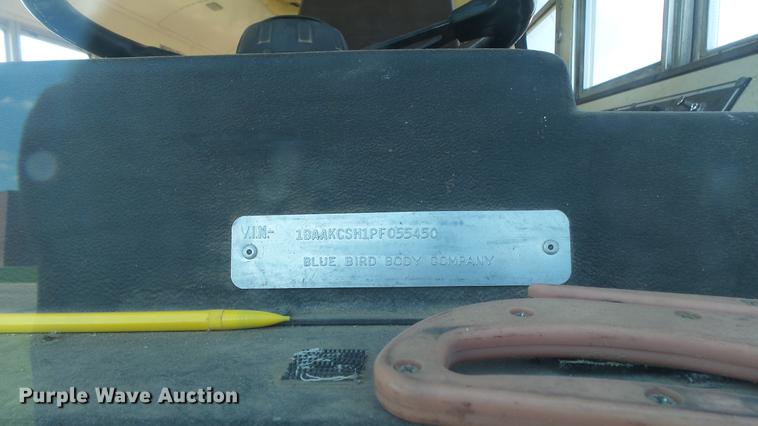 V.I.N.- 1BAAKCSH1PF055450
BLUE BIRD BODY COMPANY
Purple Wave Auction